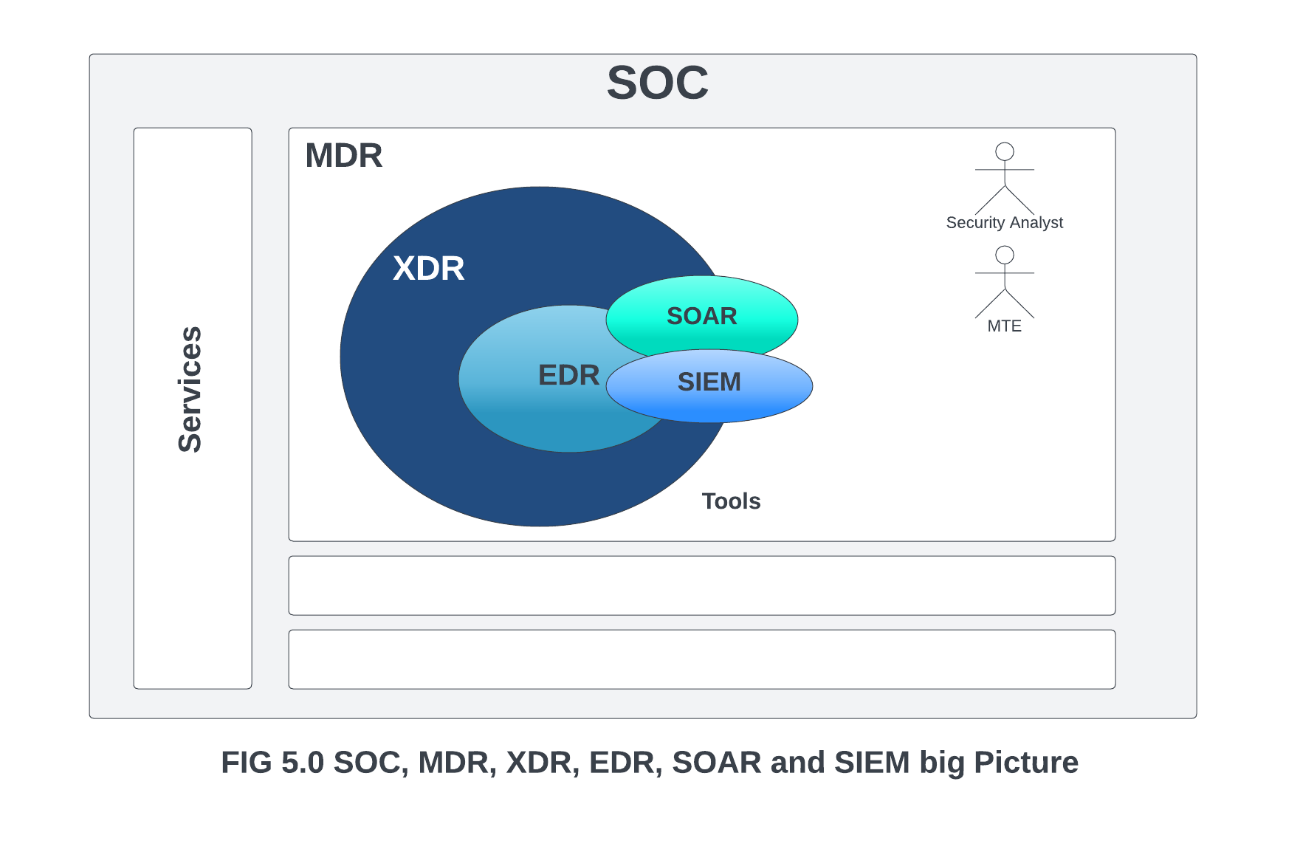 SOC
MDR
Security Analyst
XDR
SOAR
MTE
EDR
SIEM
Services
Tools
FIG 5.0 SOC, MDR, XDR, EDR, SOAR and SIEM big Picture